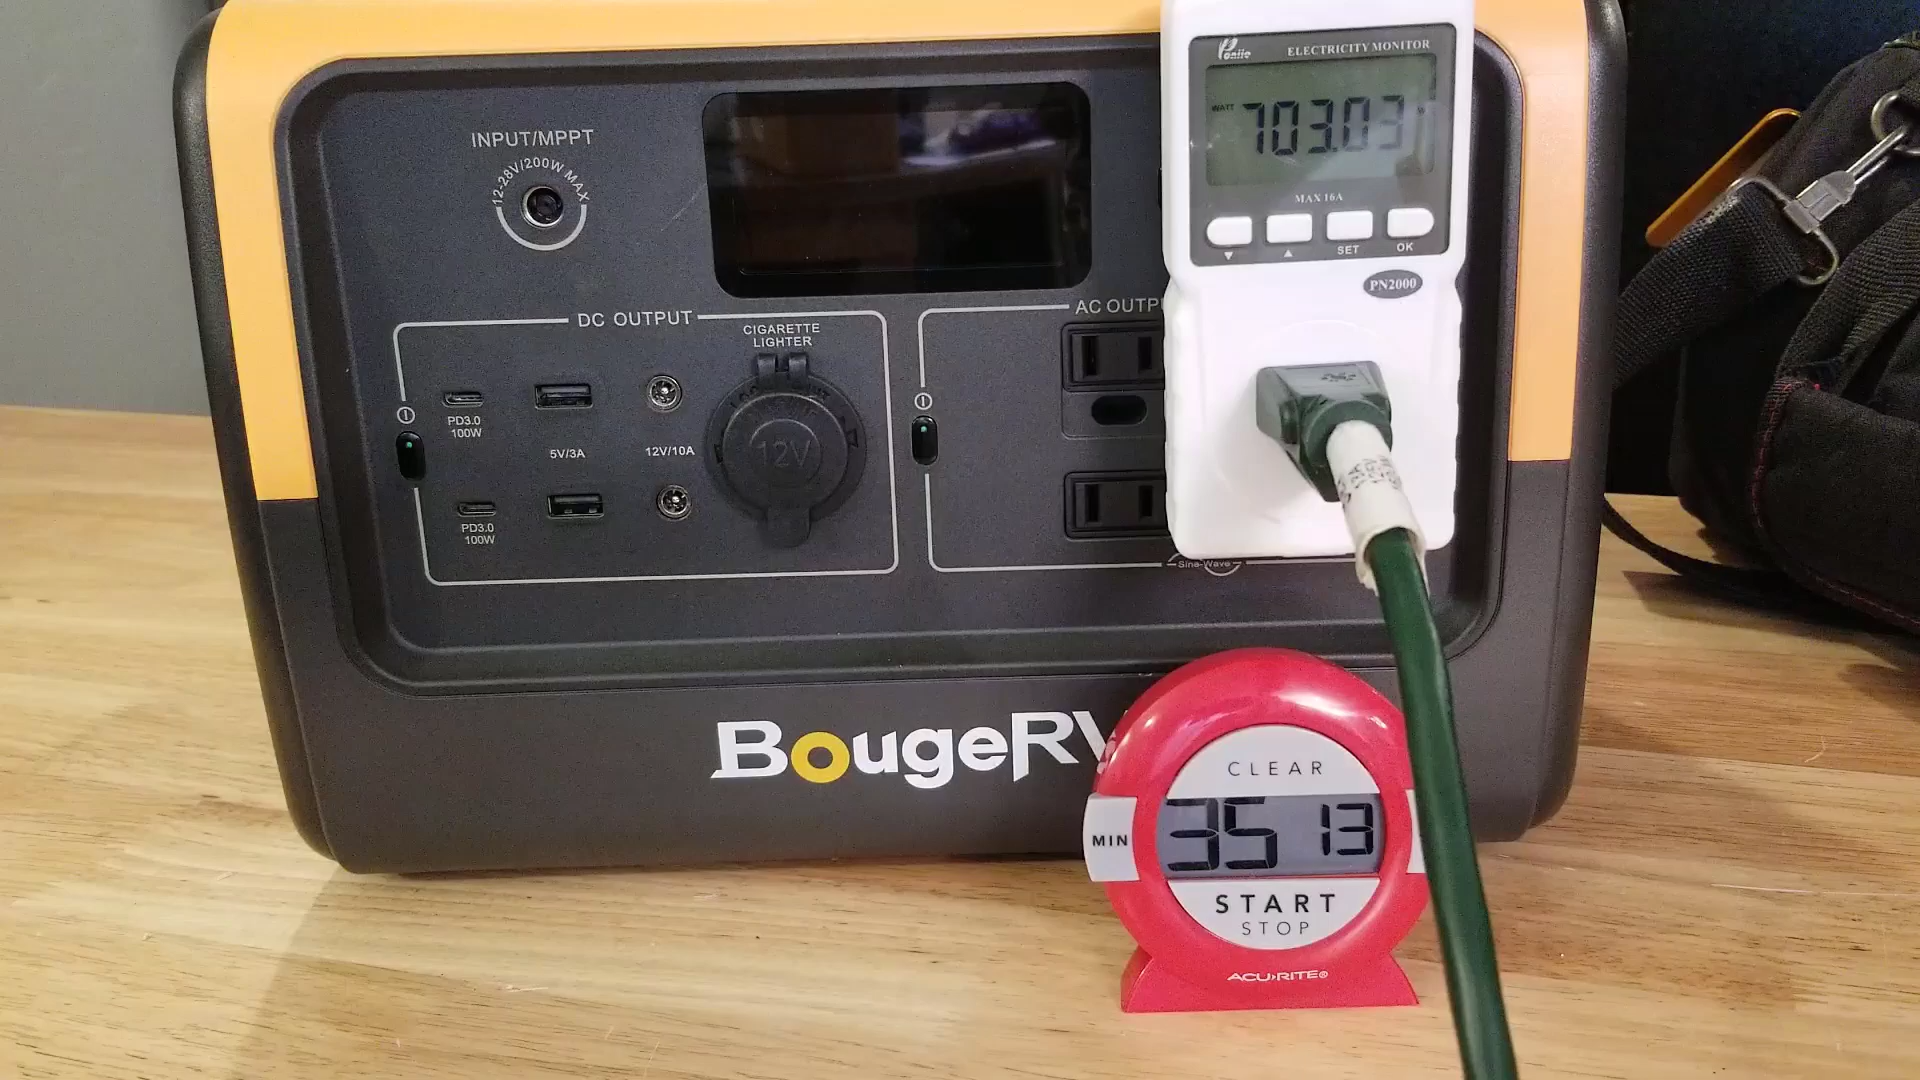 INPUT/MPPT
12-28V/200W MAX
ELECTRICITY MONITOR
WATT
703.03
MAX 16A
SET
OK
PN2000
DC OUTPUT
CIGARETTE
LIGHTER
12V
PD3.0
100W
5V/3A
12V/10A
PD3.0
100W
AC OUTP
Sine-Wave
BougeRV
CLEAR
MIN
35 13
START
STOP
ACU›RITE®